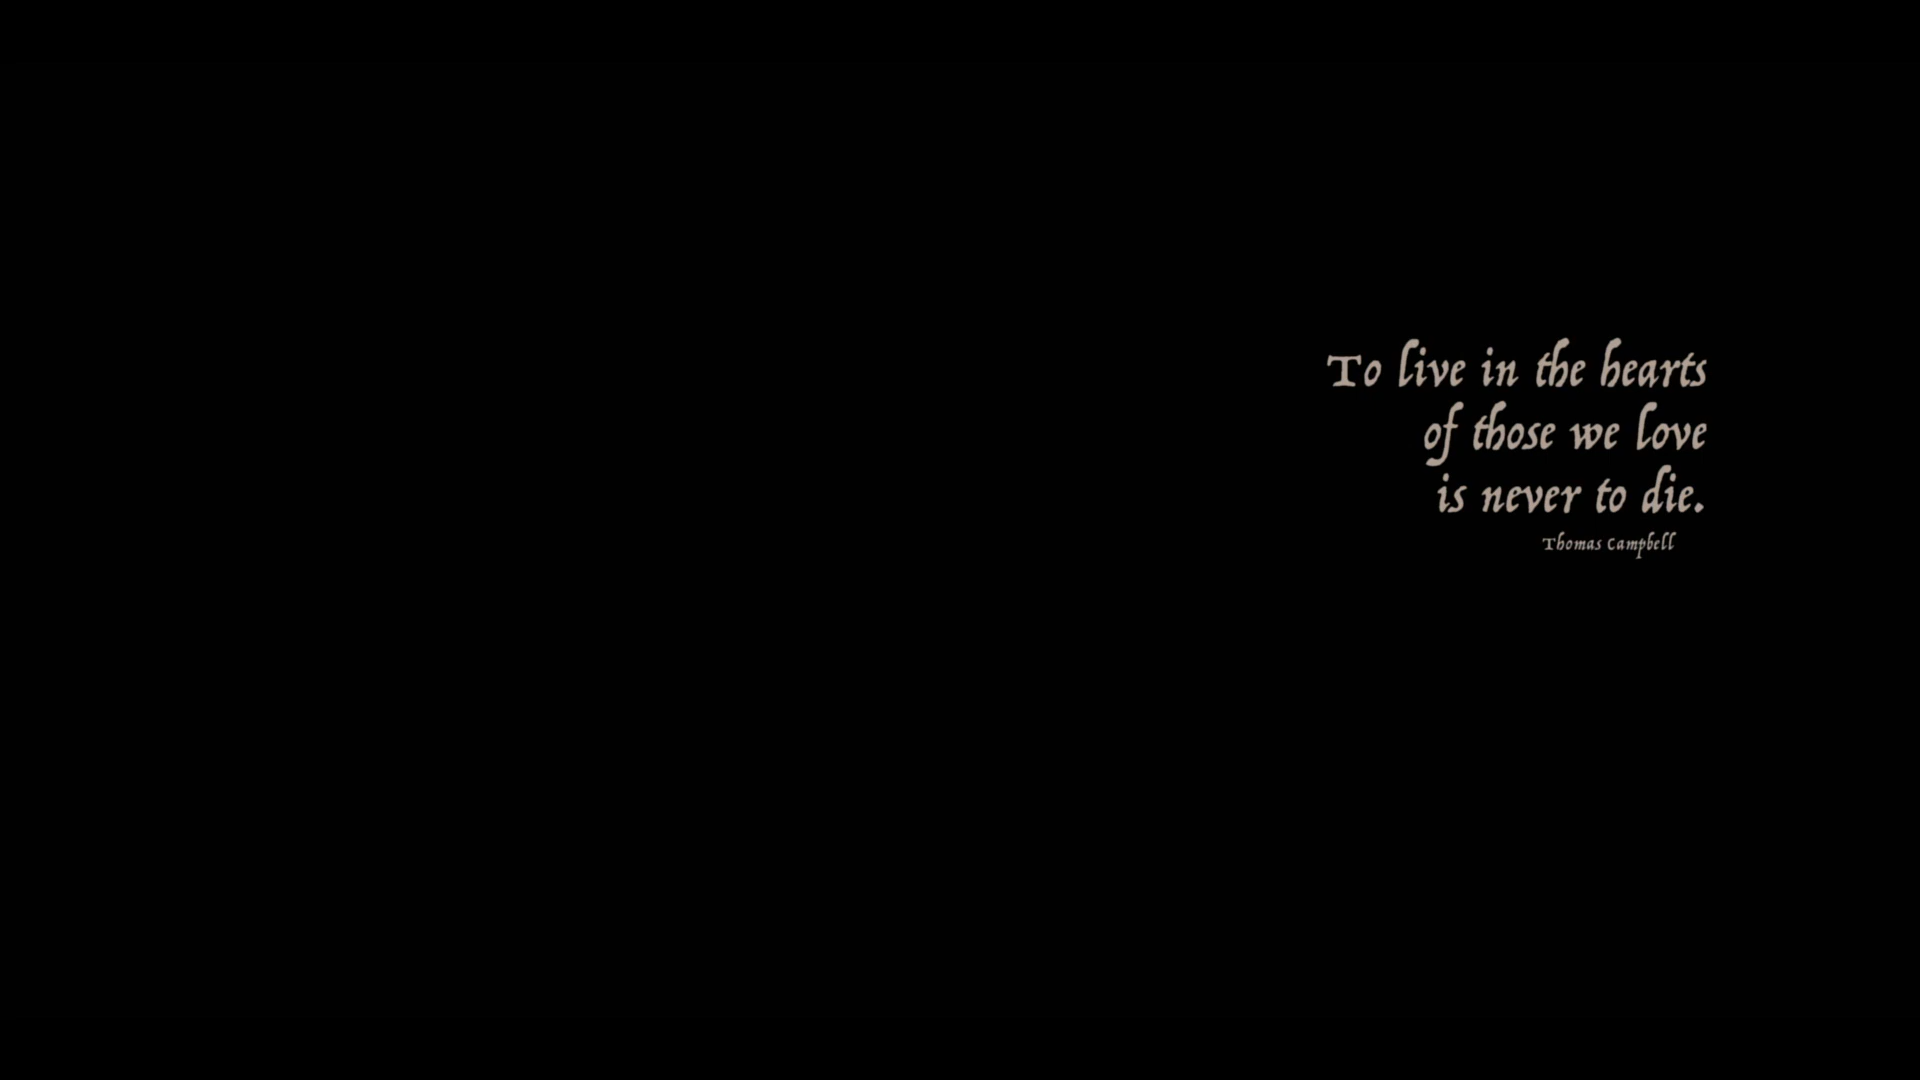 To live in the hearts
of those we love
is never to die.
Thomas Campbell